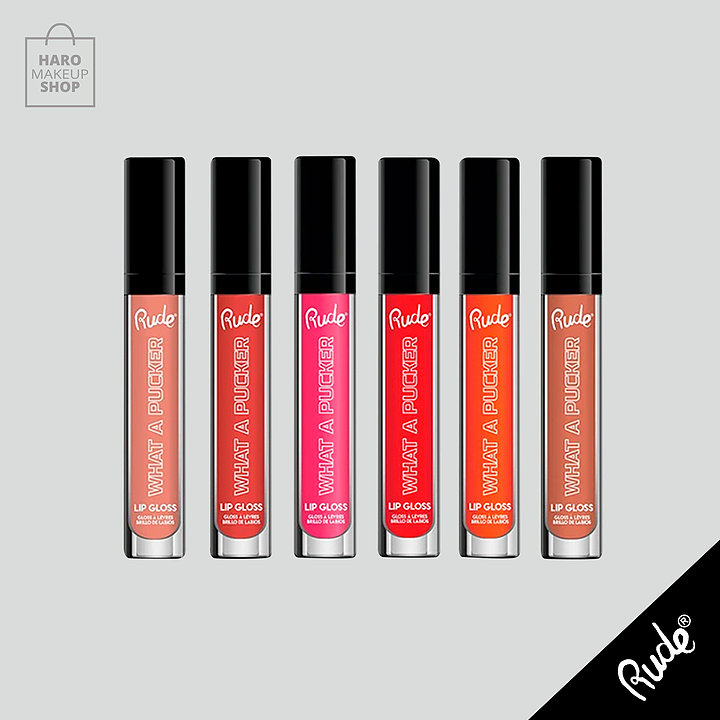 HARO
MAKEUP
SHOP
Rude®
WHAT A PUCKER
LIP GLOSS
GLOSS À LÈVRES
BRILLO DE LABIOS
Rude®
WHAT A PUCKER
LIP GLOSS
GLOSS À LÈVRES
BRILLO DE LABIOS
Rude®
WHAT A PUCKER
LIP GLOSS
GLOSS À LÈVRES
BRILLO DE LABIOS
Rude®
WHAT A PUCKER
LIP GLOSS
GLOSS À LÈVRES
BRILLO DE LABIOS
Rude®
WHAT A PUCKER
LIP GLOSS
GLOSS À LÈVRES
BRILLO DE LABIOS
Rude®
WHAT A PUCKER
LIP GLOSS
GLOSS À LÈVRES
BRILLO DE LABIOS
Rude®